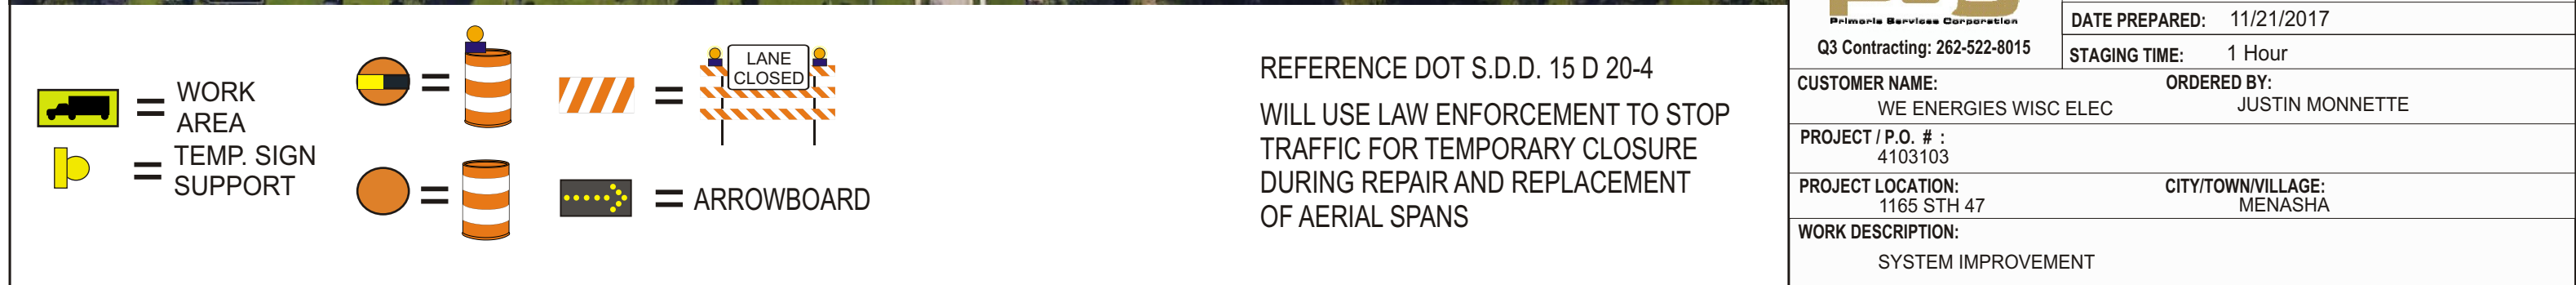 WORK
AREA
TEMP. SIGN
SUPPORT
LANE
CLOSED
ARROWBOARD
REFERENCE DOT S.D.D. 15 D 20-4
WILL USE LAW ENFORCEMENT TO STOP
TRAFFIC FOR TEMPORARY CLOSURE
DURING REPAIR AND REPLACEMENT
OF AERIAL SPANS
Primoris Services Corporation
Q3 Contracting: 262-522-8015
DATE PREPARED: 11/21/2017
STAGING TIME: 1 Hour
CUSTOMER NAME:
WE ENERGIES WISC ELEC
ORDERED BY:
JUSTIN MONNETTE
PROJECT / P.O. # :
4103103
PROJECT LOCATION:
1165 STH 47
CITY/TOWN/VILLAGE:
MENASHA
WORK DESCRIPTION:
SYSTEM IMPROVEMENT